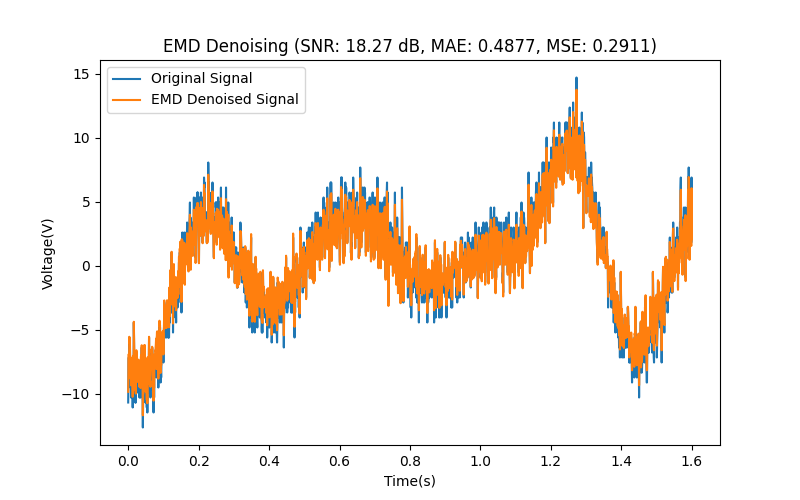 EMD Denoising (SNR: 18.27 dB, MAE: 0.4877, MSE: 0.2911)
Original Signal
EMD Denoised Signal
15
10
5
0
−5
−10
Voltage(V)
0.0 0.2 0.4 0.6 0.8 1.0 1.2 1.4 1.6
Time(s)